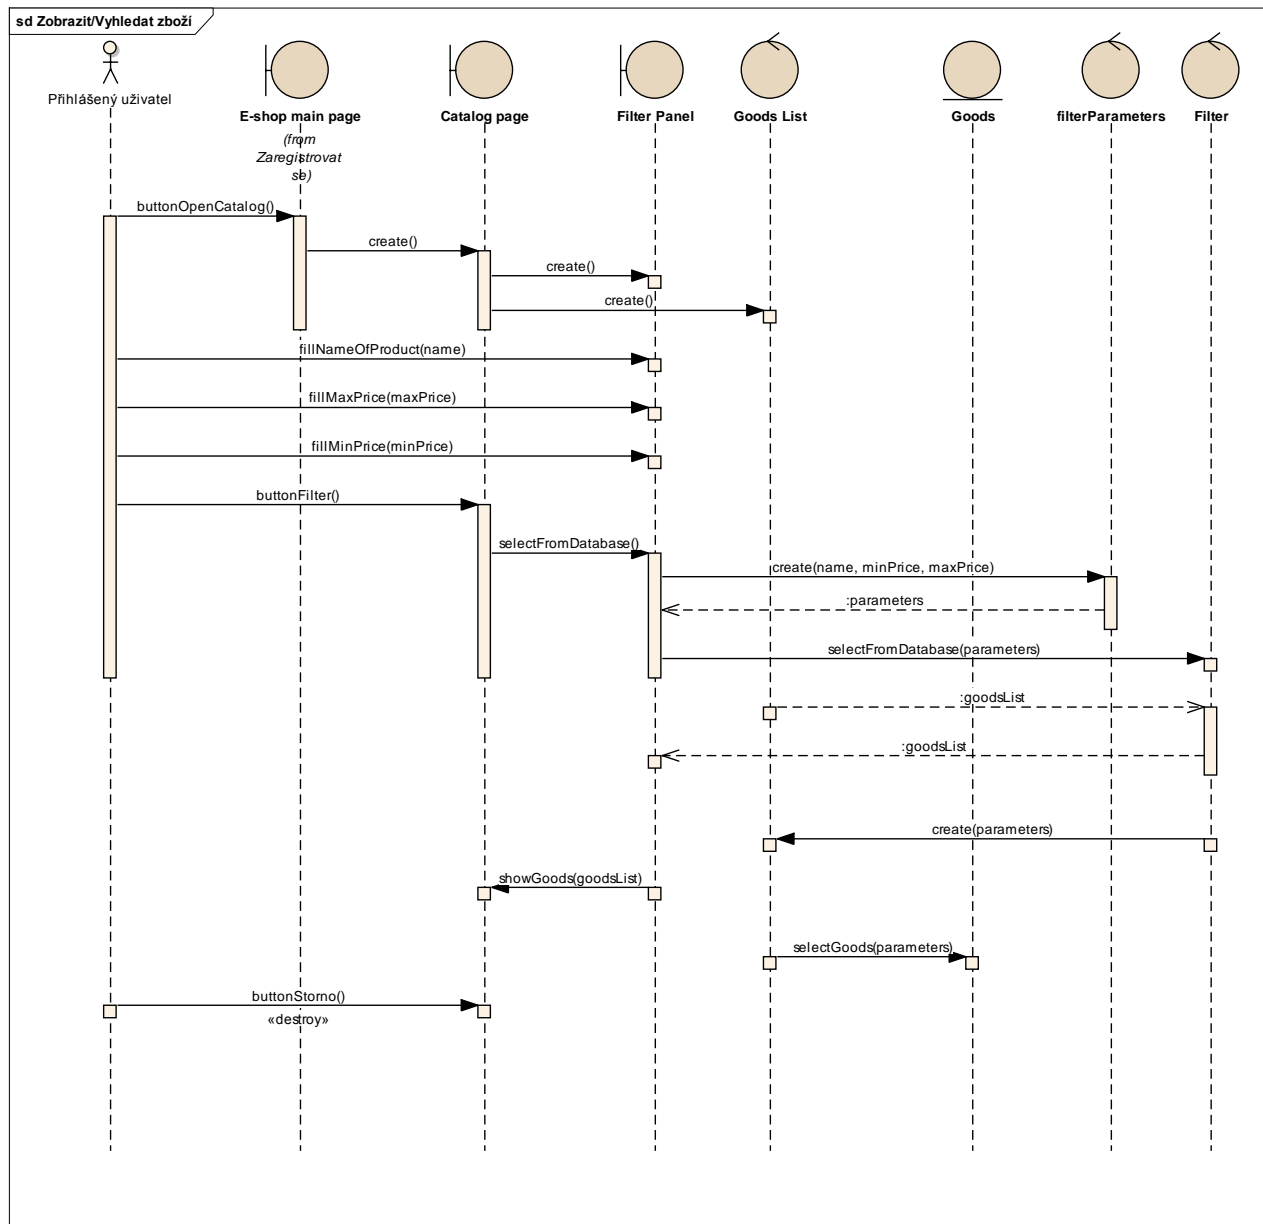 sd Zobrazit/Vyhledat zboží
Přihlášený uživatel
E-shop main page
(from
Zaregistrovat
se)
Catalog page
Filter Panel
Goods List
Goods
filterParameters
Filter
buttonOpenCatalog()
create()
create()
create()
fillNameOfProduct(name)
fillMaxPrice(maxPrice)
fillMinPrice(minPrice)
buttonFilter()
selectFromDatabase()
create(name, minPrice, maxPrice)
:parameters
selectFromDatabase(parameters)
:goodsList
:goodsList
create(parameters)
showGoods(goodsList)
selectGoods(parameters)
buttonStorno()
«destroy»